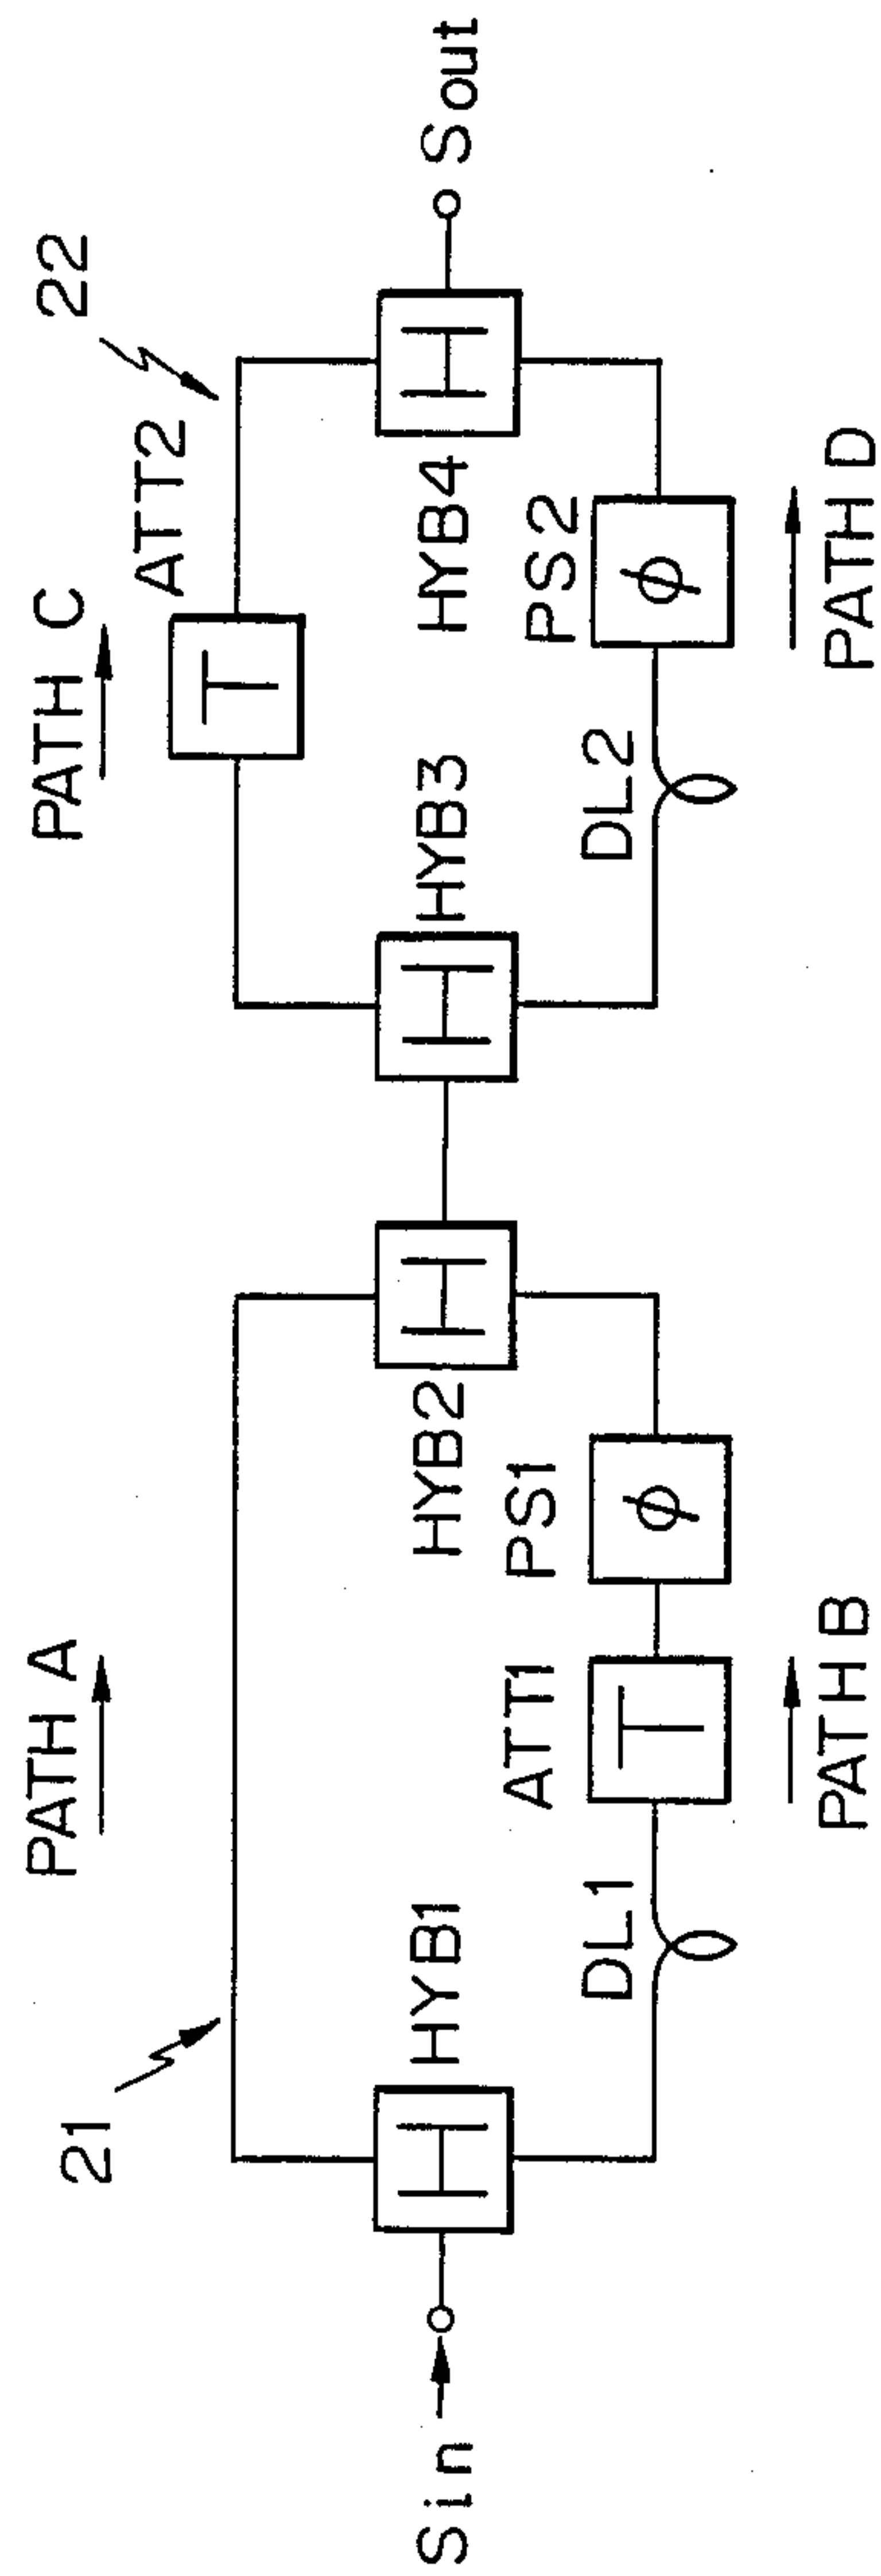 21
PATH A
PATH C
22
ATT2
Sin
H
HYB1
HYB2
H
H
HYB3
HYB4
H
Sout
T
DL1
ATT1
T
PS1
φ
PATH B
DL2
PS2
φ
PATH D